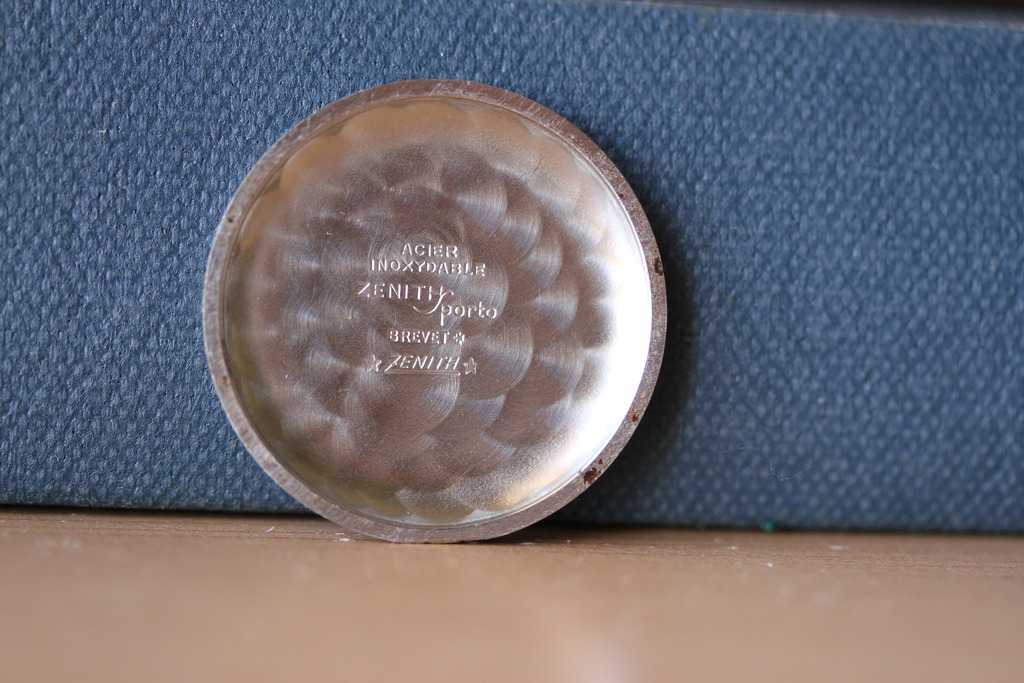 ACIER
INOXYDABLE
ZENITH Sporto
BREVET
ZENITH